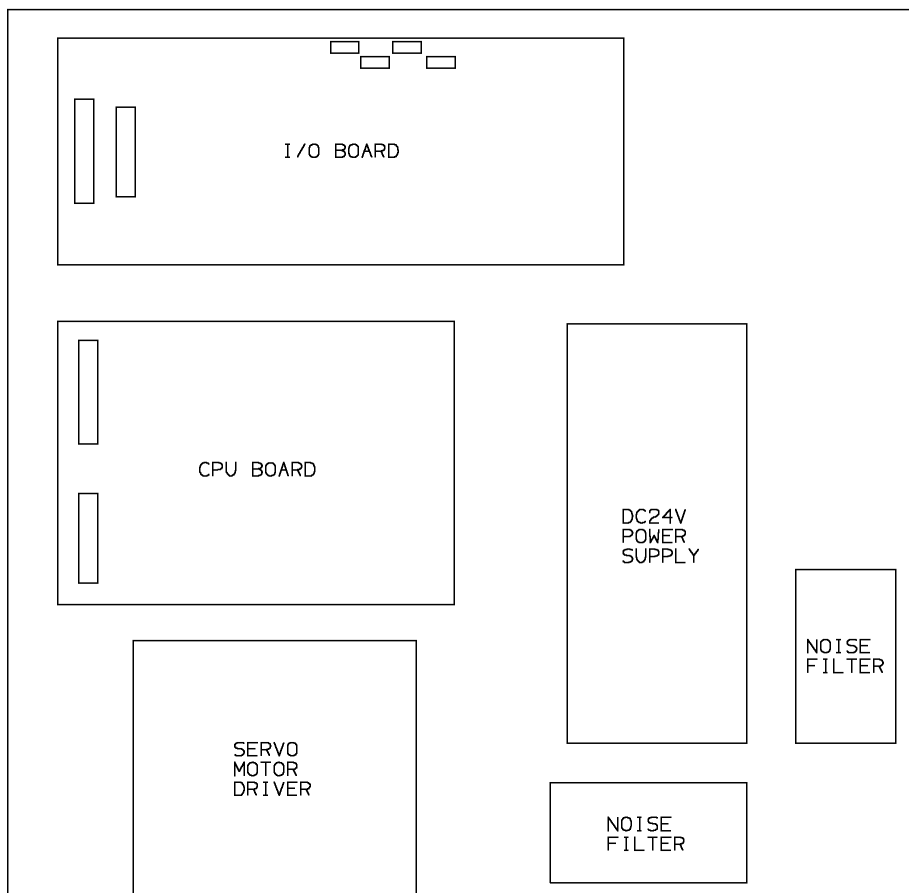 I/O BOARD
CPU BOARD
DC24V
POWER
SUPPLY
NOISE
FILTER
SERVO
MOTOR
DRIVER
NOISE
FILTER